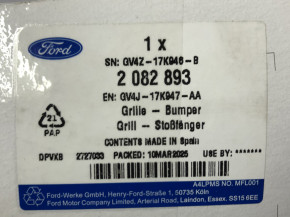 Ford
1 x
SN: GV4Z-17K946-B
2 082 893
EN: GV4J-17K947-AA
Grille - Bumper
Grill - Stoßfänger
CONTENTS MADE IN Spain
21
PAP
DPVKB 2727033 PACKED: 10MAR2025 USE BY: *******
A4LPMS NO. MFL001
Ford-Werke GmbH, Henry-Ford-Straße 1, 50735 Köln
Ford Motor Company Limited, Arterial Road, Laindon, Essex. SS15 6EE